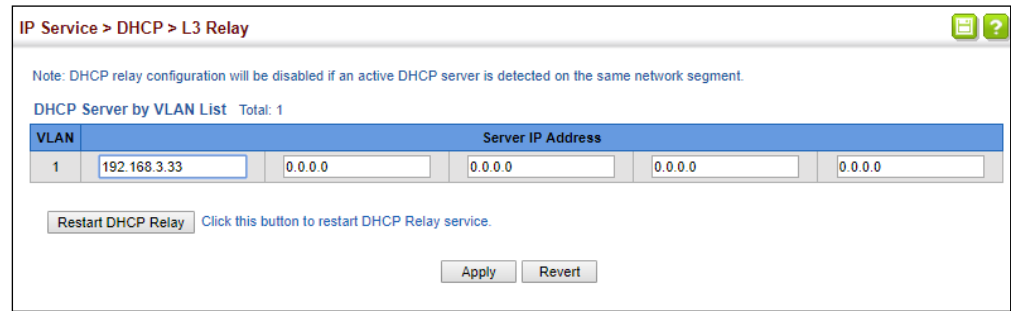 IP Service > DHCP > L3 Relay
?
Note: DHCP relay configuration will be disabled if an active DHCP server is detected on the same network segment.
DHCP Server by VLAN List Total: 1
VLAN Server IP Address
1 192.168.3.33 0.0.0.0 0.0.0.0 0.0.0.0 0.0.0.0
Restart DHCP Relay Click this button to restart DHCP Relay service.
Apply Revert